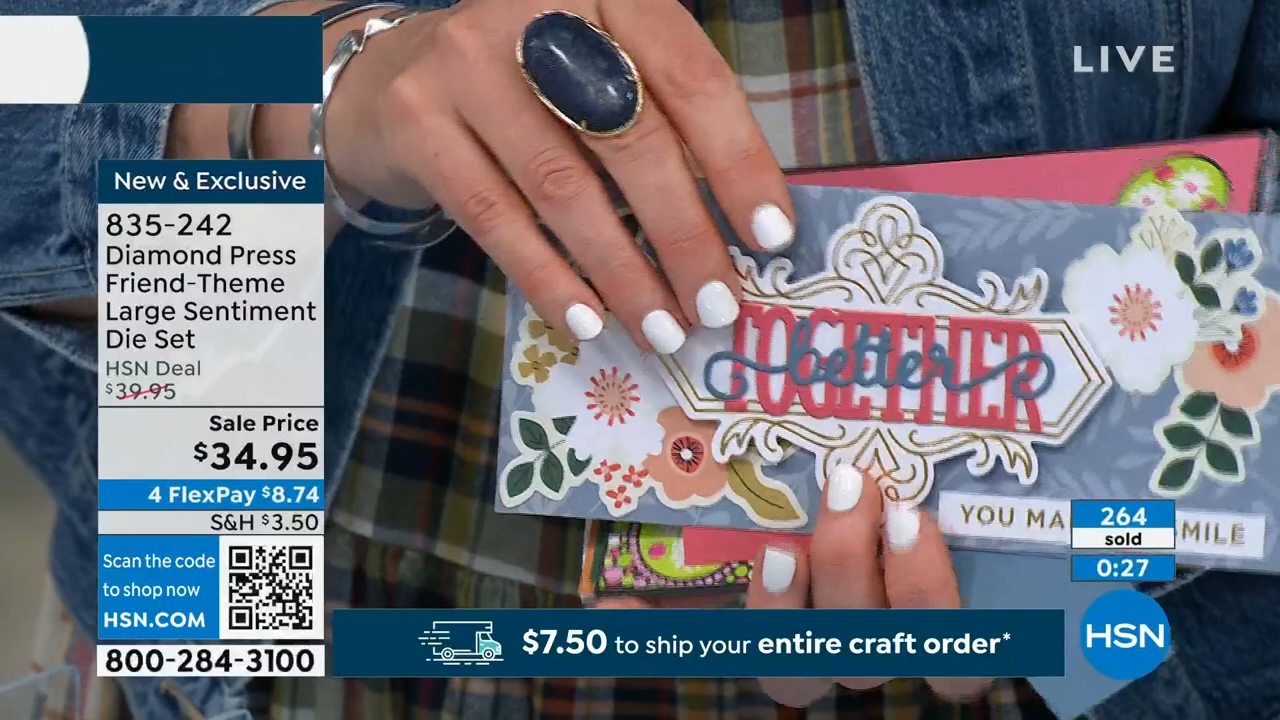 LIVE
New & Exclusive
835-242
Diamond Press
Friend-Theme
Large Sentiment
Die Set
HSN Deal
$39.95
Sale Price
$34.95
4 FlexPay $8.74
S&H $3.50
Scan the code
to shop now
HSN.COM
800-284-3100
TOGETHER
better
YOU MA
MILE
264
sold
0:27
$7.50 to ship your entire craft order*
HSN